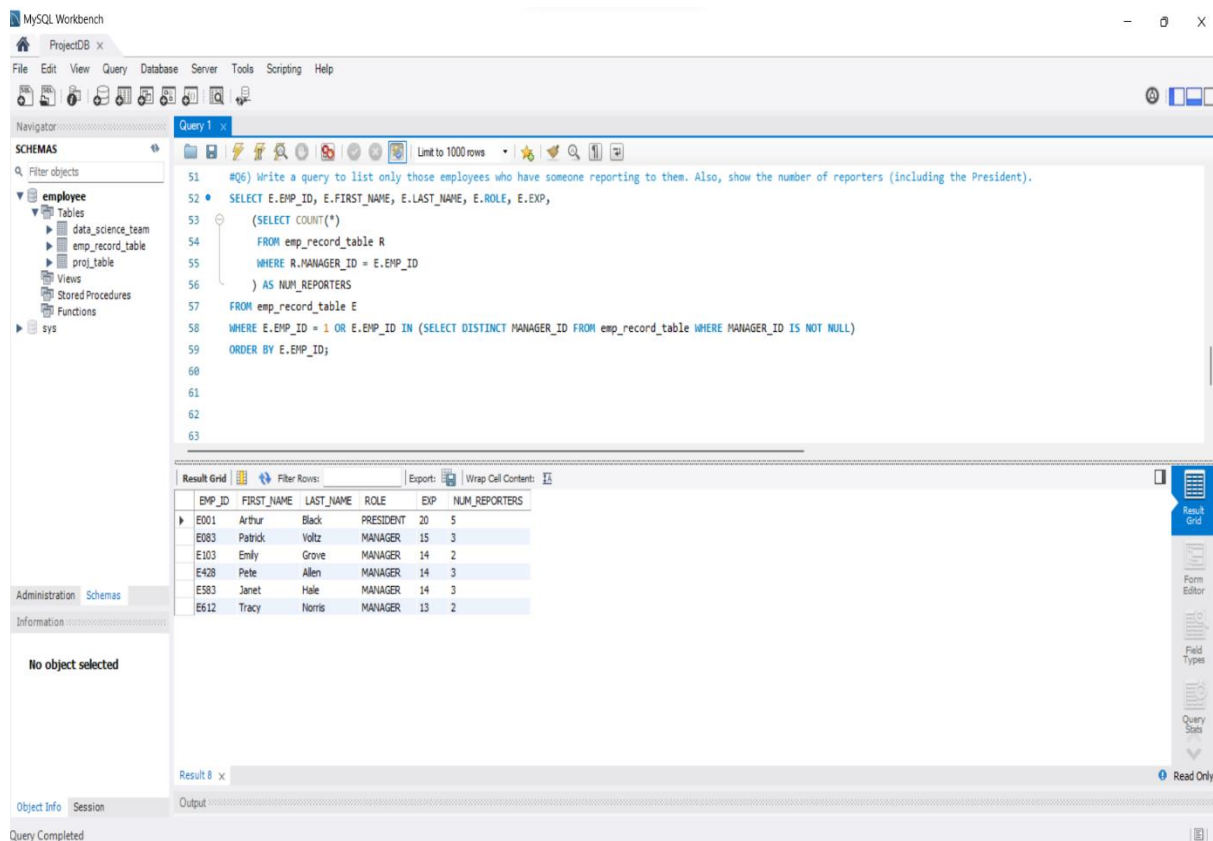 MySQL Workbench
ProjectDB ×
File Edit View Query Database Server Tools Scripting Help
Navigator
SCHEMAS
Filter objects
employee
Tables
data_science_team
emp_record_table
proj_table
Views
Stored Procedures
Functions
sys
Administration Schemas
Information
No object selected
Object Info Session
Query Completed
Query 1 ×
Limit to 1000 rows
51 #Q6) Write a query to list only those employees who have someone reporting to them. Also, show the number of reporters (including the President).
52 SELECT E.EMP_ID, E.FIRST_NAME, E.LAST_NAME, E.ROLE, E.EXP,
53 (SELECT COUNT(*)
54 FROM emp_record_table R
55 WHERE R.MANAGER_ID = E.EMP_ID
56 ) AS NUM_REPORTERS
57 FROM emp_record_table E
58 WHERE E.EMP_ID = 1 OR E.EMP_ID IN (SELECT DISTINCT MANAGER_ID FROM emp_record_table WHERE MANAGER_ID IS NOT NULL)
59 ORDER BY E.EMP_ID;
60
61
62
63
Result Grid Filter Rows: Export: Wrap Cell Content:
EMP_ID FIRST_NAME LAST_NAME ROLE EXP NUM_REPORTERS
E001 Arthur Black PRESIDENT 20 5
E083 Patrick Voltz MANAGER 15 3
E103 Emily Grove MANAGER 14 2
E428 Pete Allen MANAGER 14 3
E583 Janet Hale MANAGER 14 3
E612 Tracy Norris MANAGER 13 2
Result
Grid
Form
Editor
Field
Types
Query
Stats
Result 8 ×
Read Only
Output